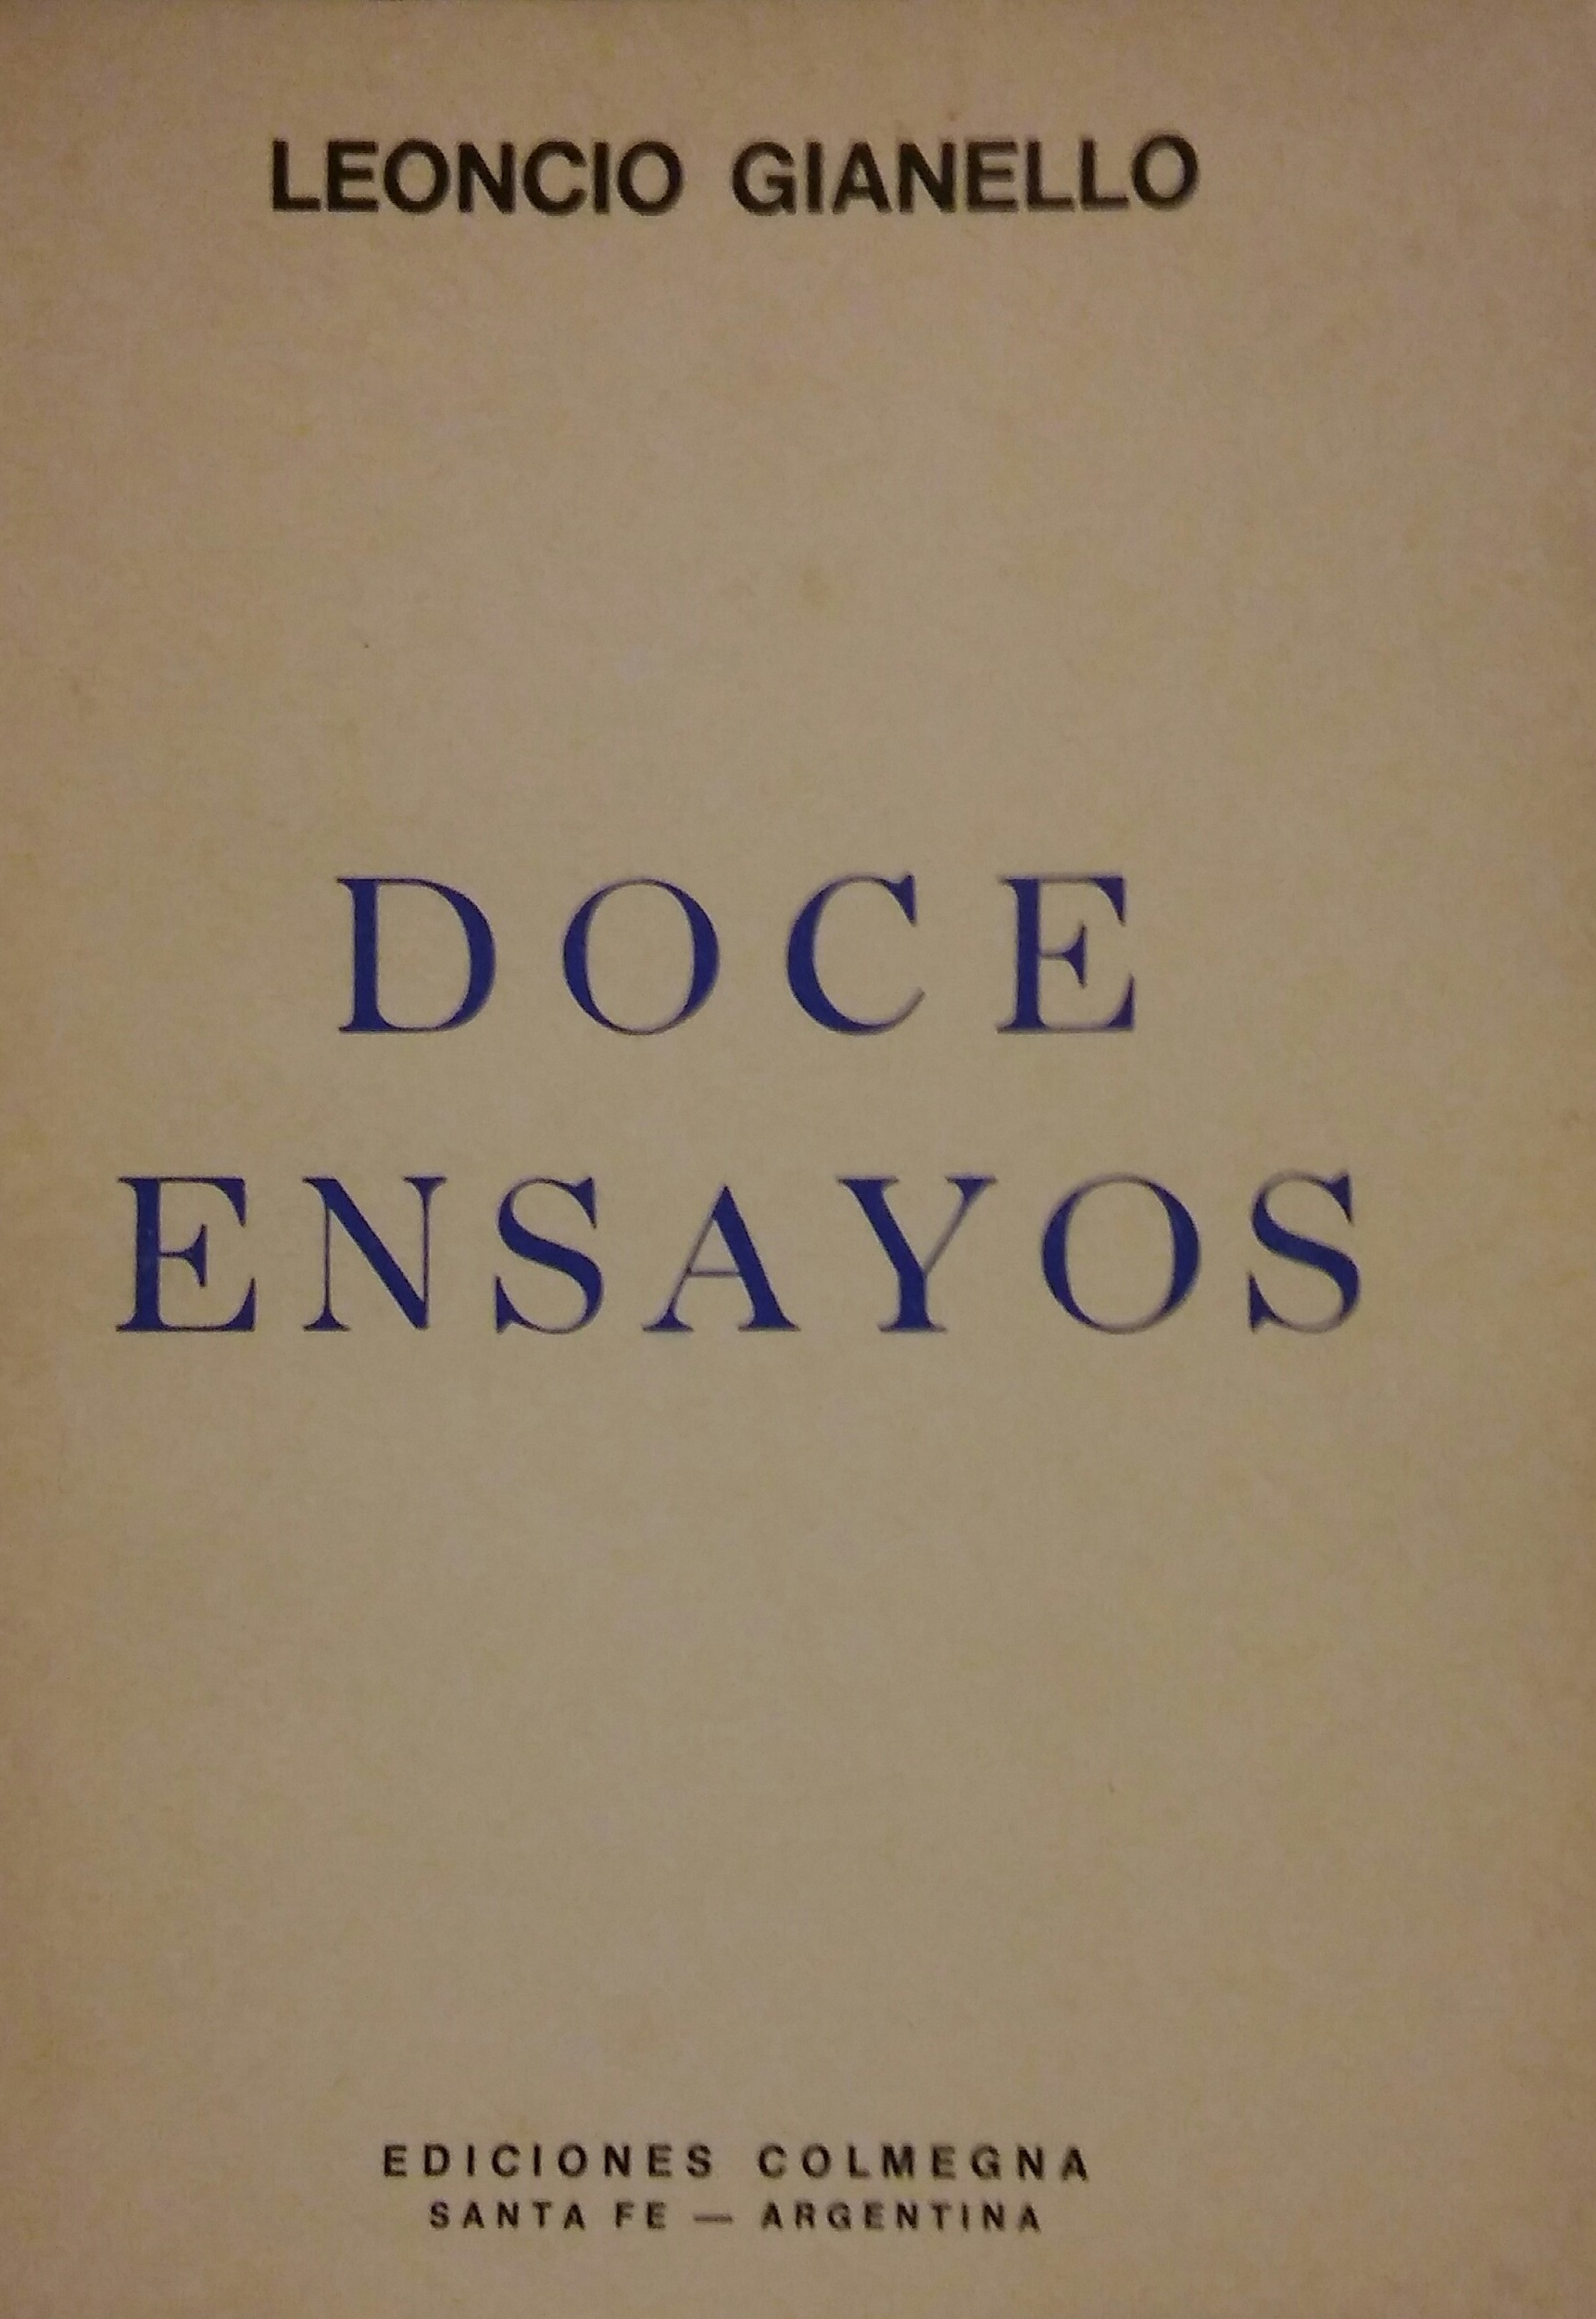 LEONCIO GIANELLO
DOCE
ENSAYOS
EDICIONES COLMEGNA
SANTA FE — ARGENTINA